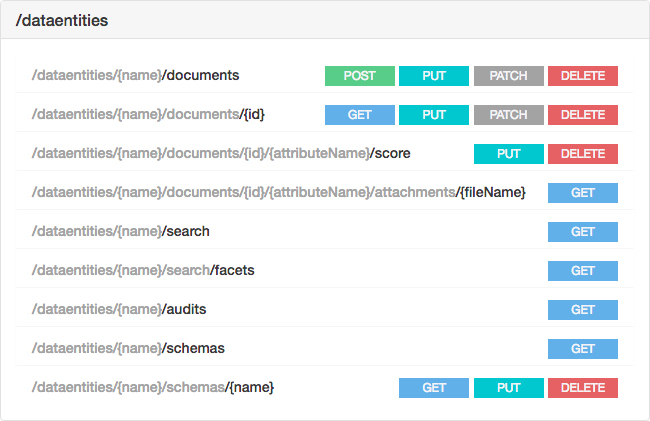 /dataentities
/dataentities/{name}/documents POST PUT PATCH DELETE
/dataentities/{name}/documents/{id} GET PUT PATCH DELETE
/dataentities/{name}/documents/{id}/{attributeName}/score PUT DELETE
/dataentities/{name}/documents/{id}/{attributeName}/attachments/{fileName} GET
/dataentities/{name}/search GET
/dataentities/{name}/search/facets GET
/dataentities/{name}/audits GET
/dataentities/{name}/schemas GET
/dataentities/{name}/schemas/{name} GET PUT DELETE